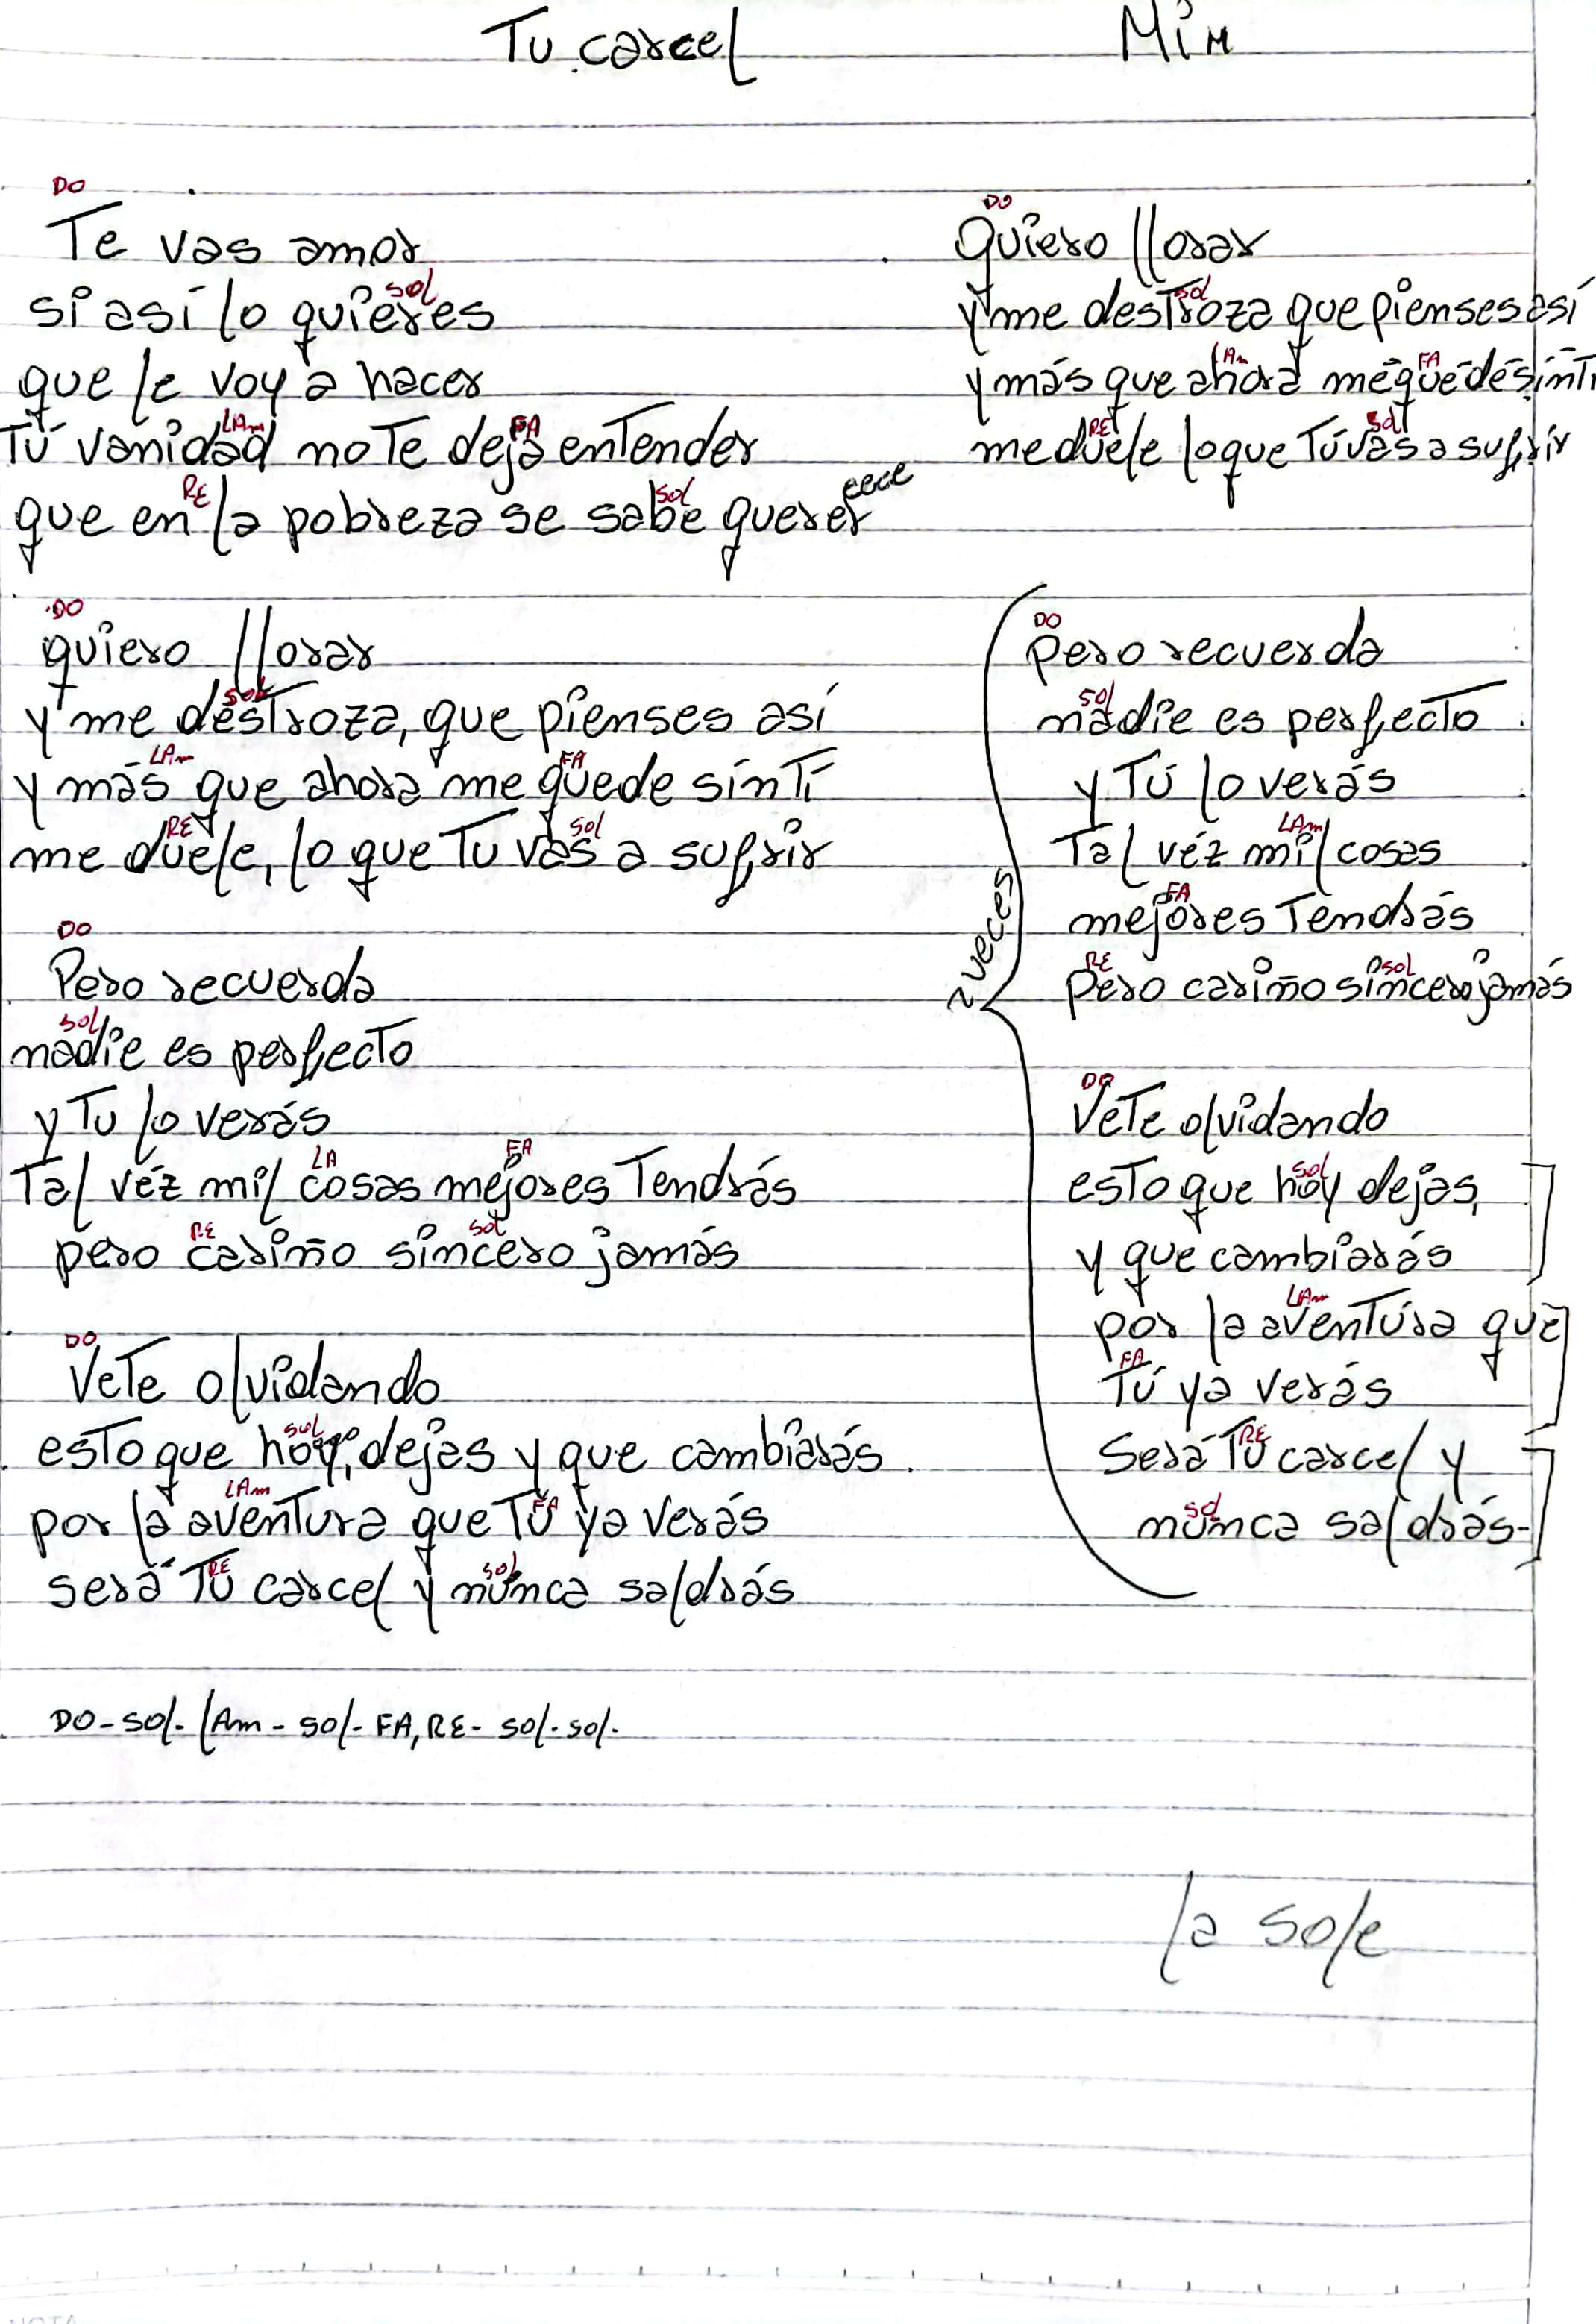 Tu carcel MIm
DO
Te vas amor
SOL
si así lo quieres
que le voy a hacer
LAm FA
Tú vanidad no te deja entender
RE SOL eeee
que en la pobreza se sabe querer
DO
quiero llorar
SOL
y me destroza, que pienses así
LAm FA
y más que ahora me quede sin Ti
RE SOL
me duele, lo que Tu vas a sufrir
DO
Pero recuerda
SOL
nadie es perfecto
y Tu lo verás
LA FA
Tal véz mil cosas mejores Tendrás
RE SOL
pero cariño sincero jamás
DO
Vete olvidando
SOL
esto que hoy, dejas y que cambiarás
LAm FA
por la aventura que Tú ya verás
RE SOL
será Tú carcel y nunca saldrás
DO - SOL - LAm - SOL - FA, RE - SOL - SOL.
DO
Quiero llorar
SOL
y me destroza que pienses así
LAm FA
y más que ahora me quede sin Ti
RE SOL
me duele lo que Tú vas a sufrir
2 veces
DO
pero recuerda
SOL
nadie es perfecto
y Tú lo verás
LAm
Tal véz mil cosas
FA
mejores Tendrás
RE SOL
pero cariño sincero jamás
DO
Vete olvidando
SOL
esto que hoy dejas,
y que cambiarás
LAm
por la aventúra que
FA
Tú ya verás
RE
Será Tú carcel y
SOL
nunca saldrás-
la sole